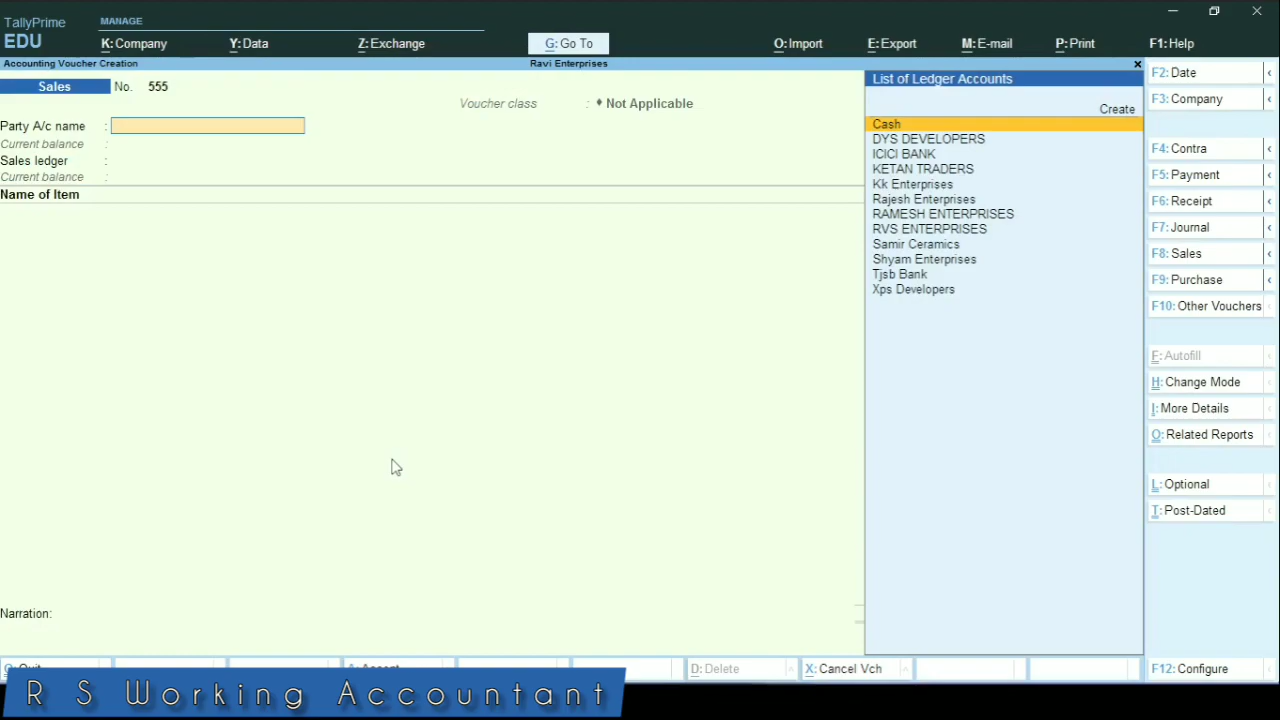 TallyPrime
EDU
MANAGE
K: Company
Y: Data
Z: Exchange
G: Go To
O: Import
E: Export
M: E-mail
P: Print
F1: Help
Accounting Voucher Creation
Ravi Enterprises
Sales No. 555
Voucher class : ♦ Not Applicable
Party A/c name :
Current balance :
Sales ledger :
Current balance :
Name of Item
Narration:
List of Ledger Accounts
Create
Cash
DYS DEVELOPERS
ICICI BANK
KETAN TRADERS
Kk Enterprises
Rajesh Enterprises
RAMESH ENTERPRISES
RVS ENTERPRISES
Samir Ceramics
Shyam Enterprises
Tjsb Bank
Xps Developers
F2: Date
F3: Company
F4: Contra
F5: Payment
F6: Receipt
F7: Journal
F8: Sales
F9: Purchase
F10: Other Vouchers
F: Autofill
H: Change Mode
I: More Details
O: Related Reports
L: Optional
T: Post-Dated
F12: Configure
Q: Quit
A: Accept
D: Delete
X: Cancel Vch
R S Working Accountant